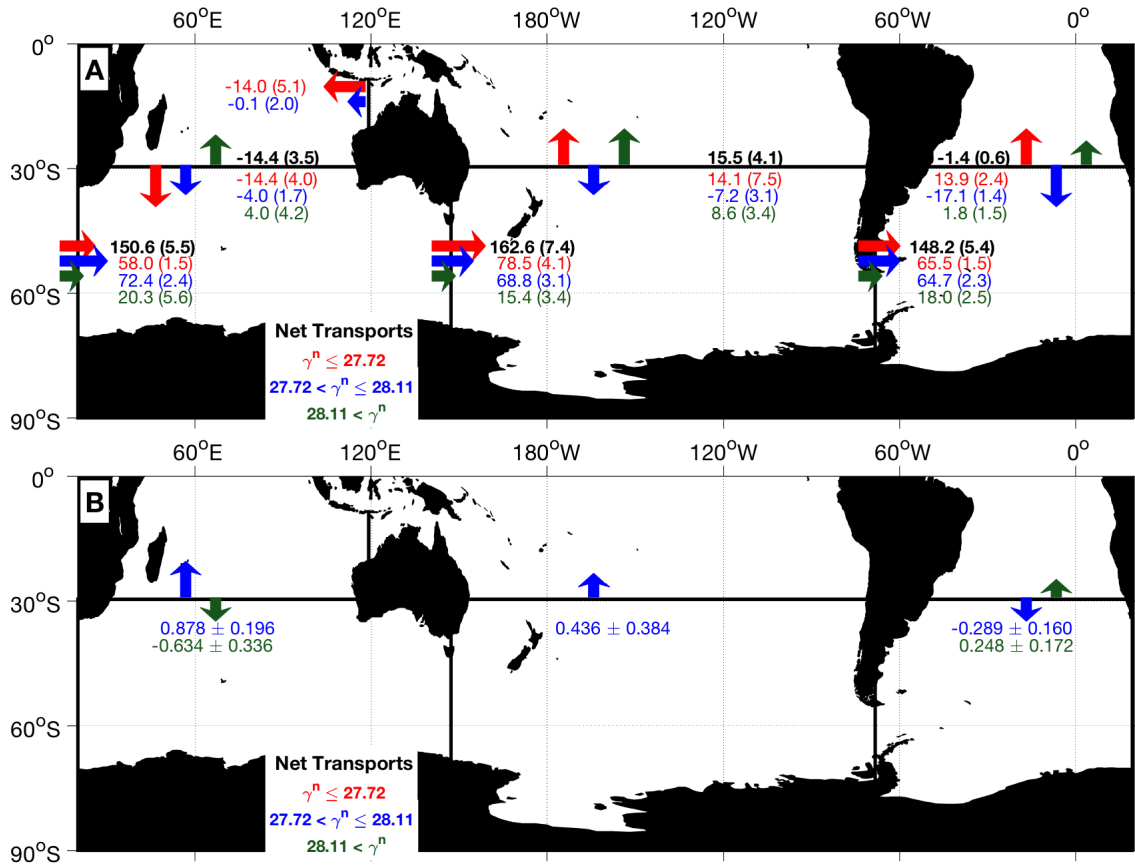 60°E 120°E 180°W 120°W 60°W 0°
0°
A
-14.0 (5.1)
-0.1 (2.0)
-14.4 (3.5) 15.5 (4.1) -1.4 (0.6)
30°S
-14.4 (4.0) 14.1 (7.5) 13.9 (2.4)
-4.0 (1.7) -7.2 (3.1) -17.1 (1.4)
4.0 (4.2) 8.6 (3.4) 1.8 (1.5)
150.6 (5.5) 162.6 (7.4) 148.2 (5.4)
58.0 (1.5) 78.5 (4.1) 65.5 (1.5)
72.4 (2.4) 68.8 (3.1) 64.7 (2.3)
20.3 (5.6) 15.4 (3.4) 18.0 (2.5)
60°S
Net Transports
γⁿ ≤ 27.72
27.72 < γⁿ ≤ 28.11
28.11 < γⁿ
90°S
60°E 120°E 180°W 120°W 60°W 0°
0°
B
30°S
0.878 ± 0.196 0.436 ± 0.384 -0.289 ± 0.160
-0.634 ± 0.336 0.248 ± 0.172
60°S
Net Transports
γⁿ ≤ 27.72
27.72 < γⁿ ≤ 28.11
28.11 < γⁿ
90°S